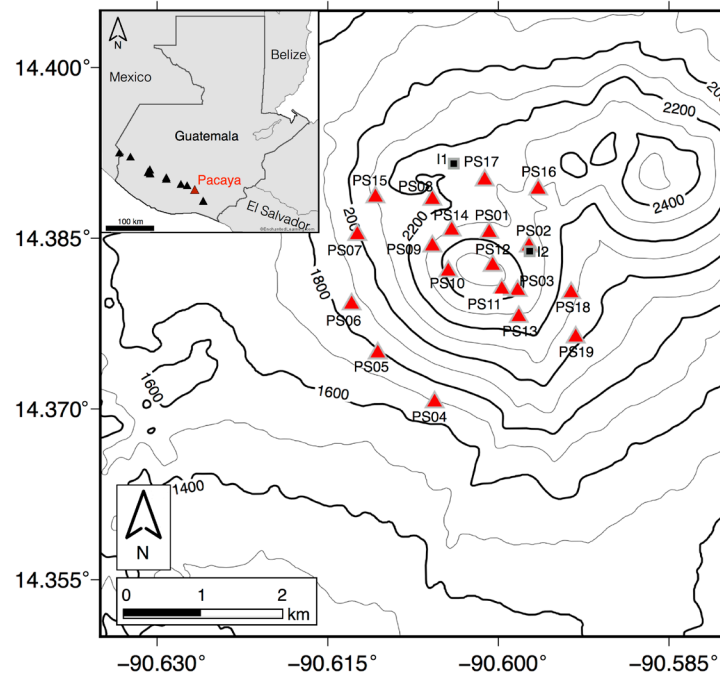 N
Belize
Mexico
Guatemala
Pacaya
El Salvador
100 km
14.400°
14.385°
14.370°
14.355°
−90.630°
−90.615°
−90.600°
−90.585°
2200
2400
2200
1800
1600
1600
1400
I1
PS17
PS16
PS15
PS08
PS14
PS01
PS02
I2
PS07
PS09
PS12
PS10
PS03
PS11
PS18
PS06
PS13
PS19
PS05
PS04
N
0 1 2
km